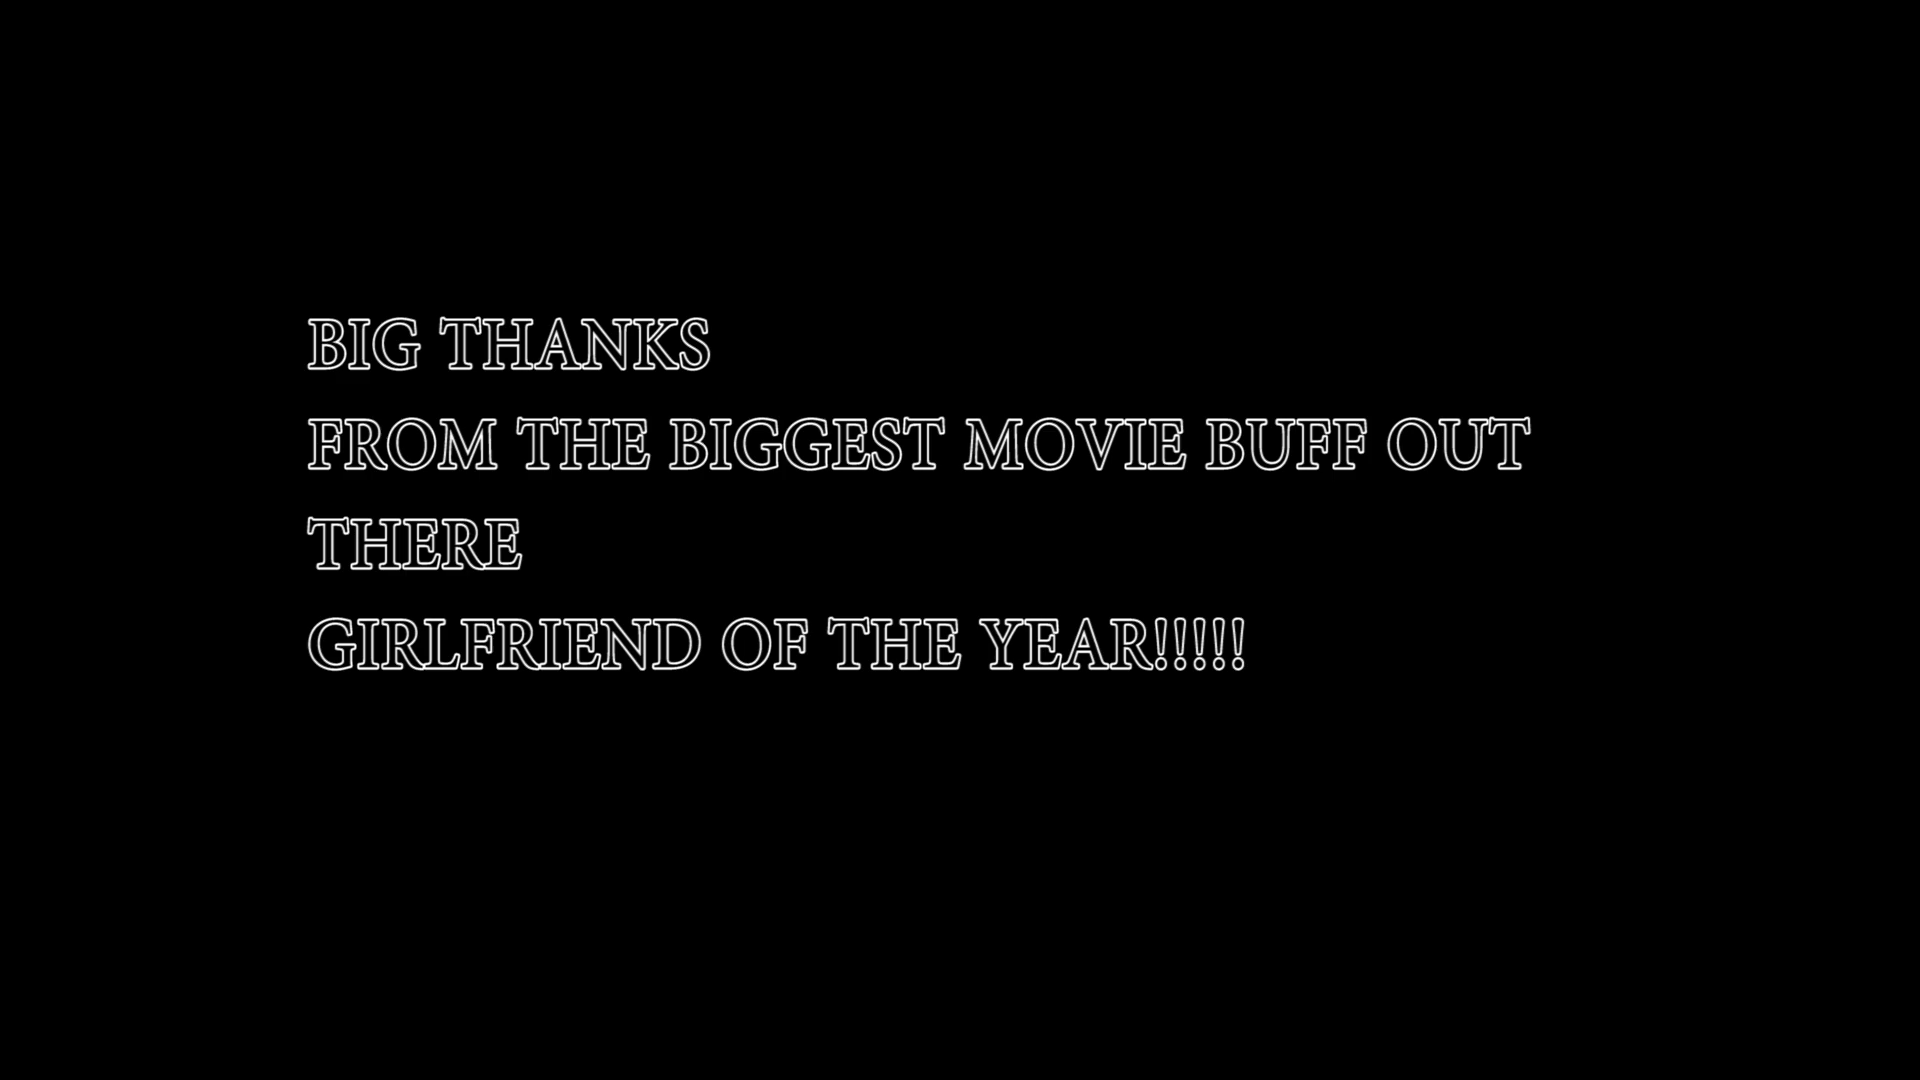 BIG THANKS
FROM THE BIGGEST MOVIE BUFF OUT
THERE
GIRLFRIEND OF THE YEAR!!!!!